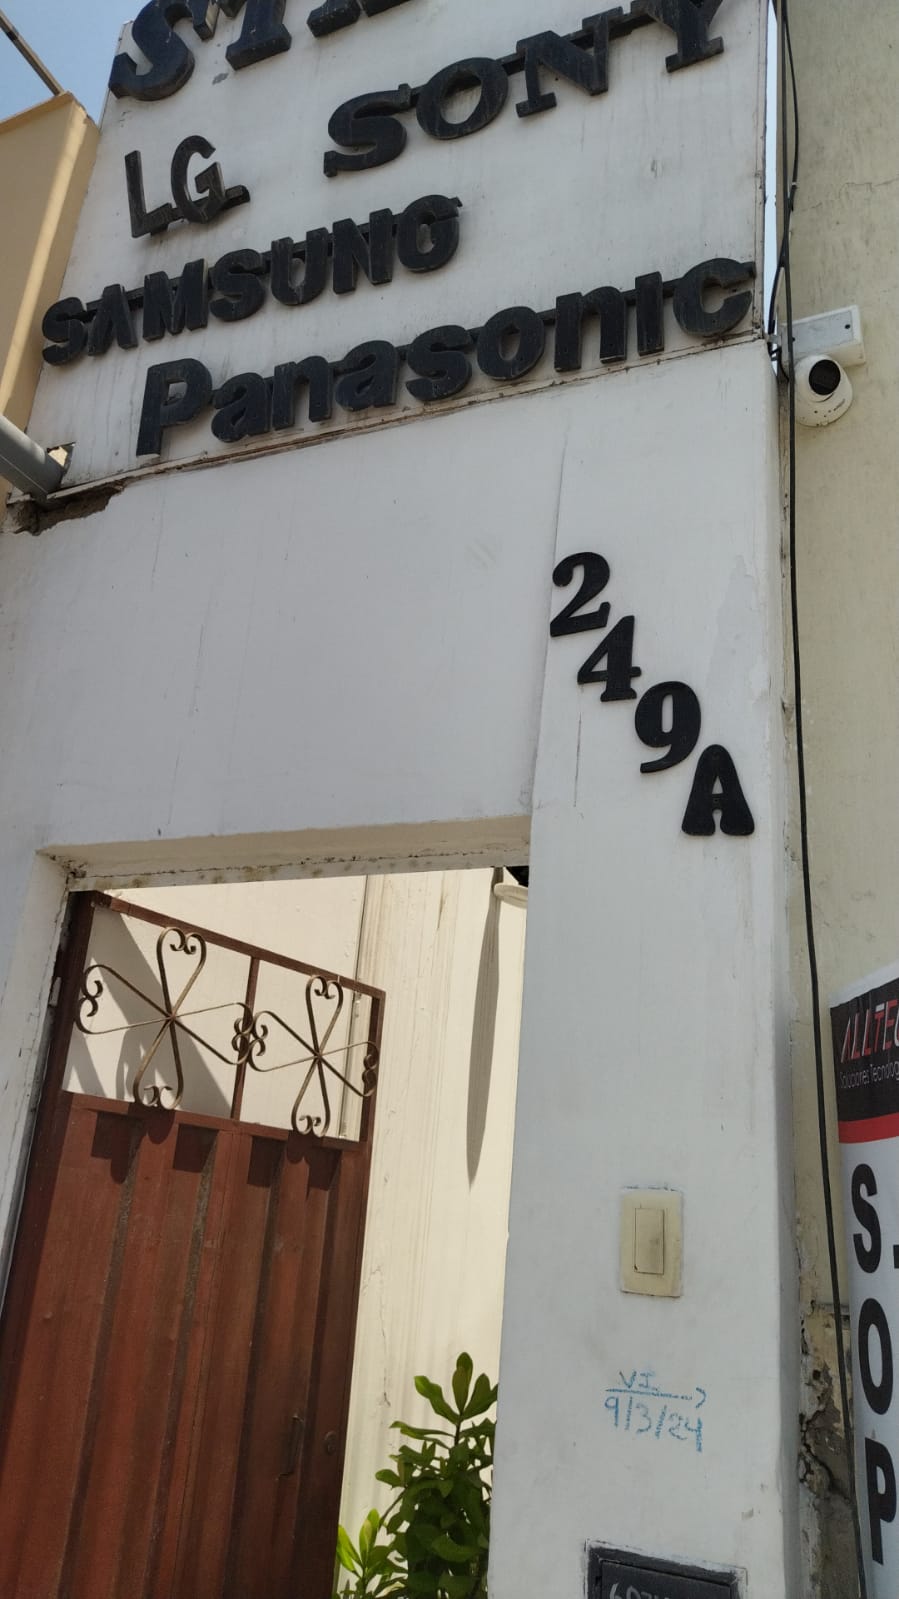 LG SONY
SAMSUNG
Panasonic
249A
VI
9/3/24
S
O
P